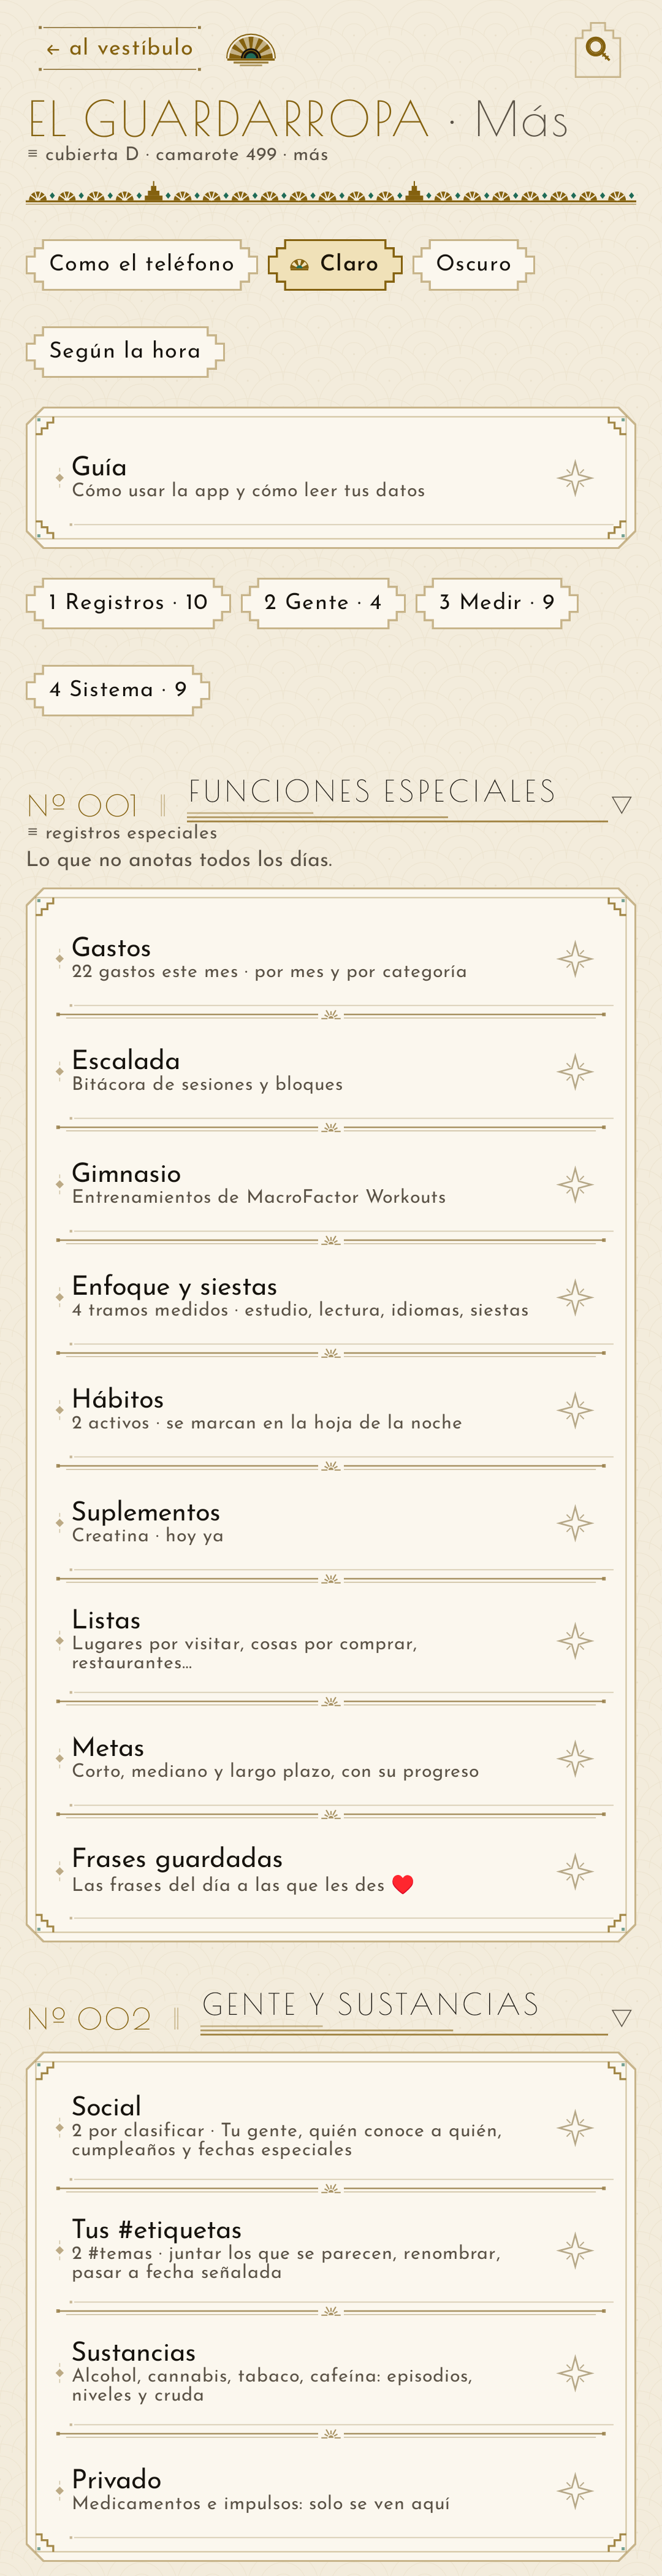 ← al vestíbulo
EL GUARDARROPA · Más
≡ cubierta D · camarote 499 · más
Como el teléfono
Claro
Oscuro
Según la hora
Guía
Cómo usar la app y cómo leer tus datos
1 Registros · 10
2 Gente · 4
3 Medir · 9
4 Sistema · 9
Nº 001 ‖ FUNCIONES ESPECIALES ▽
≡ registros especiales
Lo que no anotas todos los días.
Gastos
22 gastos este mes · por mes y por categoría
Escalada
Bitácora de sesiones y bloques
Gimnasio
Entrenamientos de MacroFactor Workouts
Enfoque y siestas
4 tramos medidos · estudio, lectura, idiomas, siestas
Hábitos
2 activos · se marcan en la hoja de la noche
Suplementos
Creatina · hoy ya
Listas
Lugares por visitar, cosas por comprar,
restaurantes…
Metas
Corto, mediano y largo plazo, con su progreso
Frases guardadas
Las frases del día a las que les des ♥
Nº 002 ‖ GENTE Y SUSTANCIAS ▽
Social
2 por clasificar · Tu gente, quién conoce a quién,
cumpleaños y fechas especiales
Tus #etiquetas
2 #temas · juntar los que se parecen, renombrar,
pasar a fecha señalada
Sustancias
Alcohol, cannabis, tabaco, cafeína: episodios,
niveles y cruda
Privado
Medicamentos e impulsos: solo se ven aquí